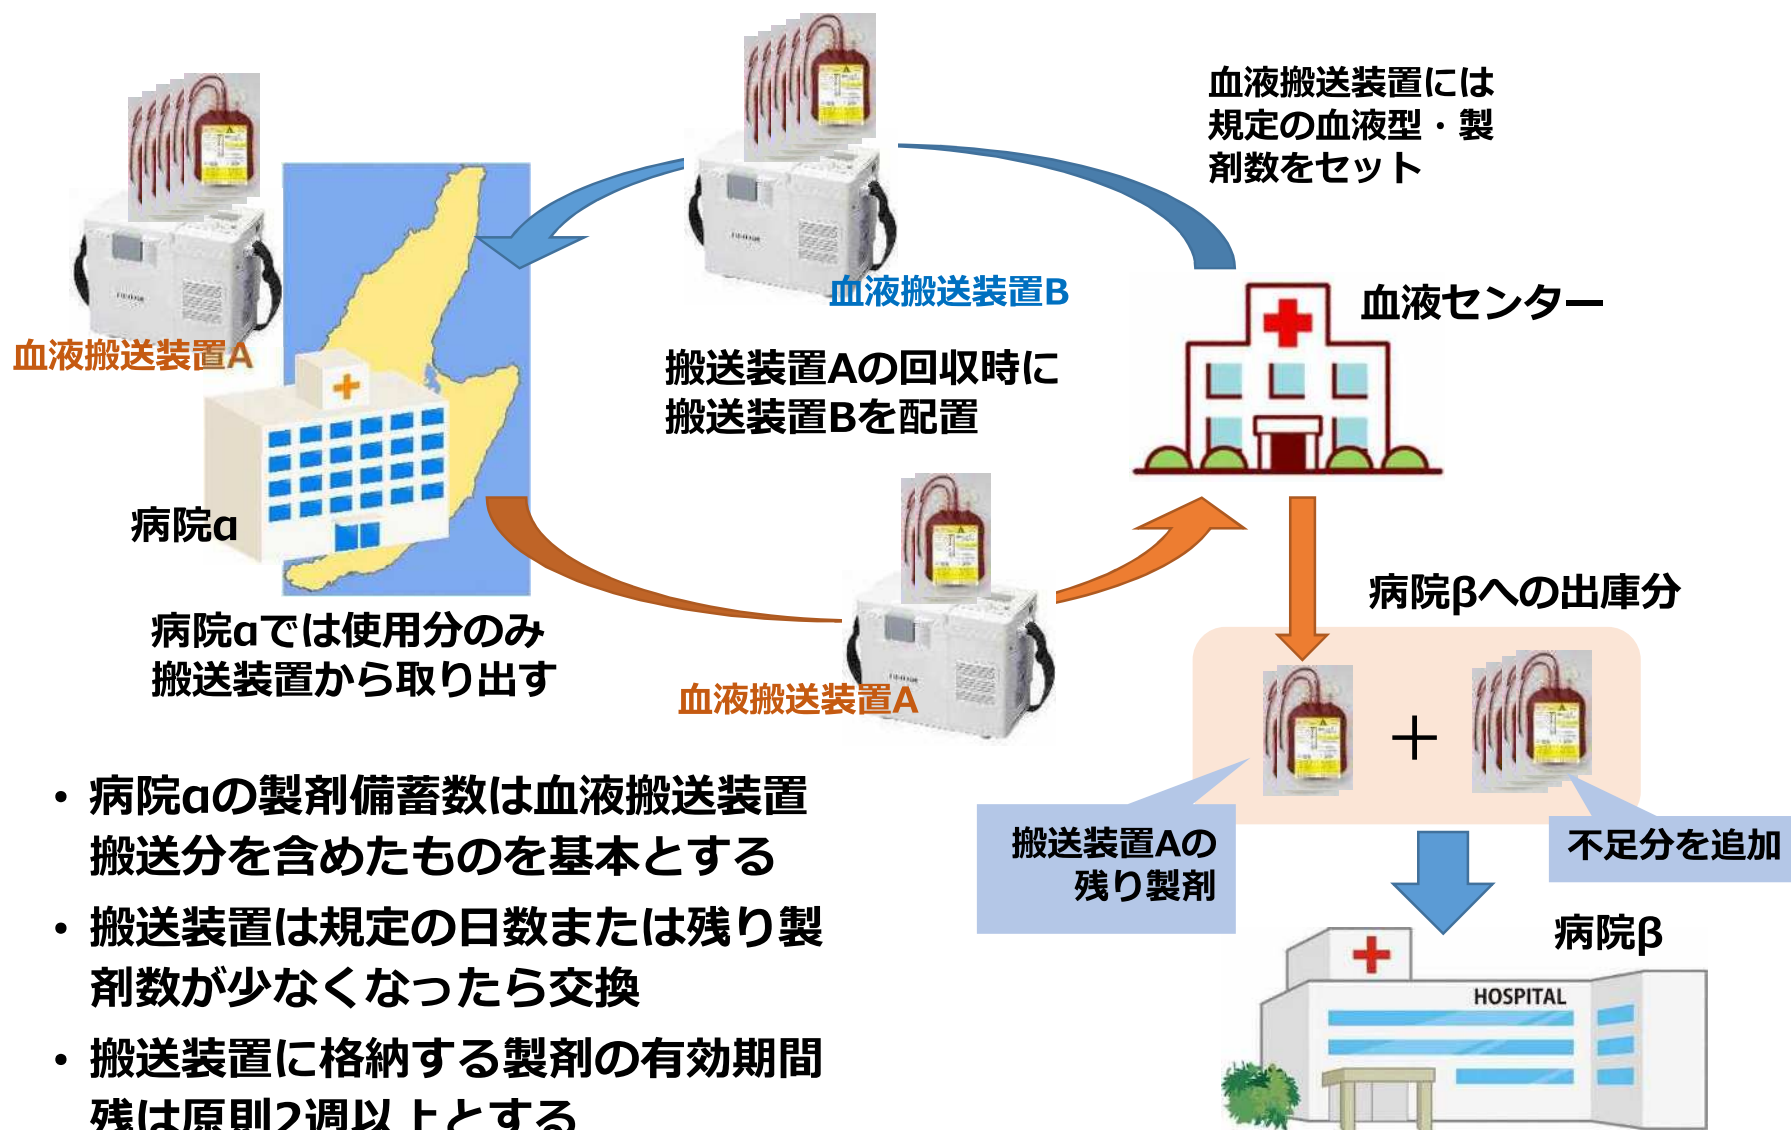 血液搬送装置には
規定の血液型・製
剤数をセット
血液搬送装置B
血液センター
血液搬送装置A
搬送装置Aの回収時に
搬送装置Bを配置
病院α
病院αでは使用分のみ
搬送装置から取り出す
血液搬送装置A
病院βへの出庫分
＋
搬送装置Aの
残り製剤
不足分を追加
病院β
HOSPITAL
・病院αの製剤備蓄数は血液搬送装置
搬送分を含めたものを基本とする
・搬送装置は規定の日数または残り製
剤数が少なくなったら交換
・搬送装置に格納する製剤の有効期間
残は原則2週以上とする